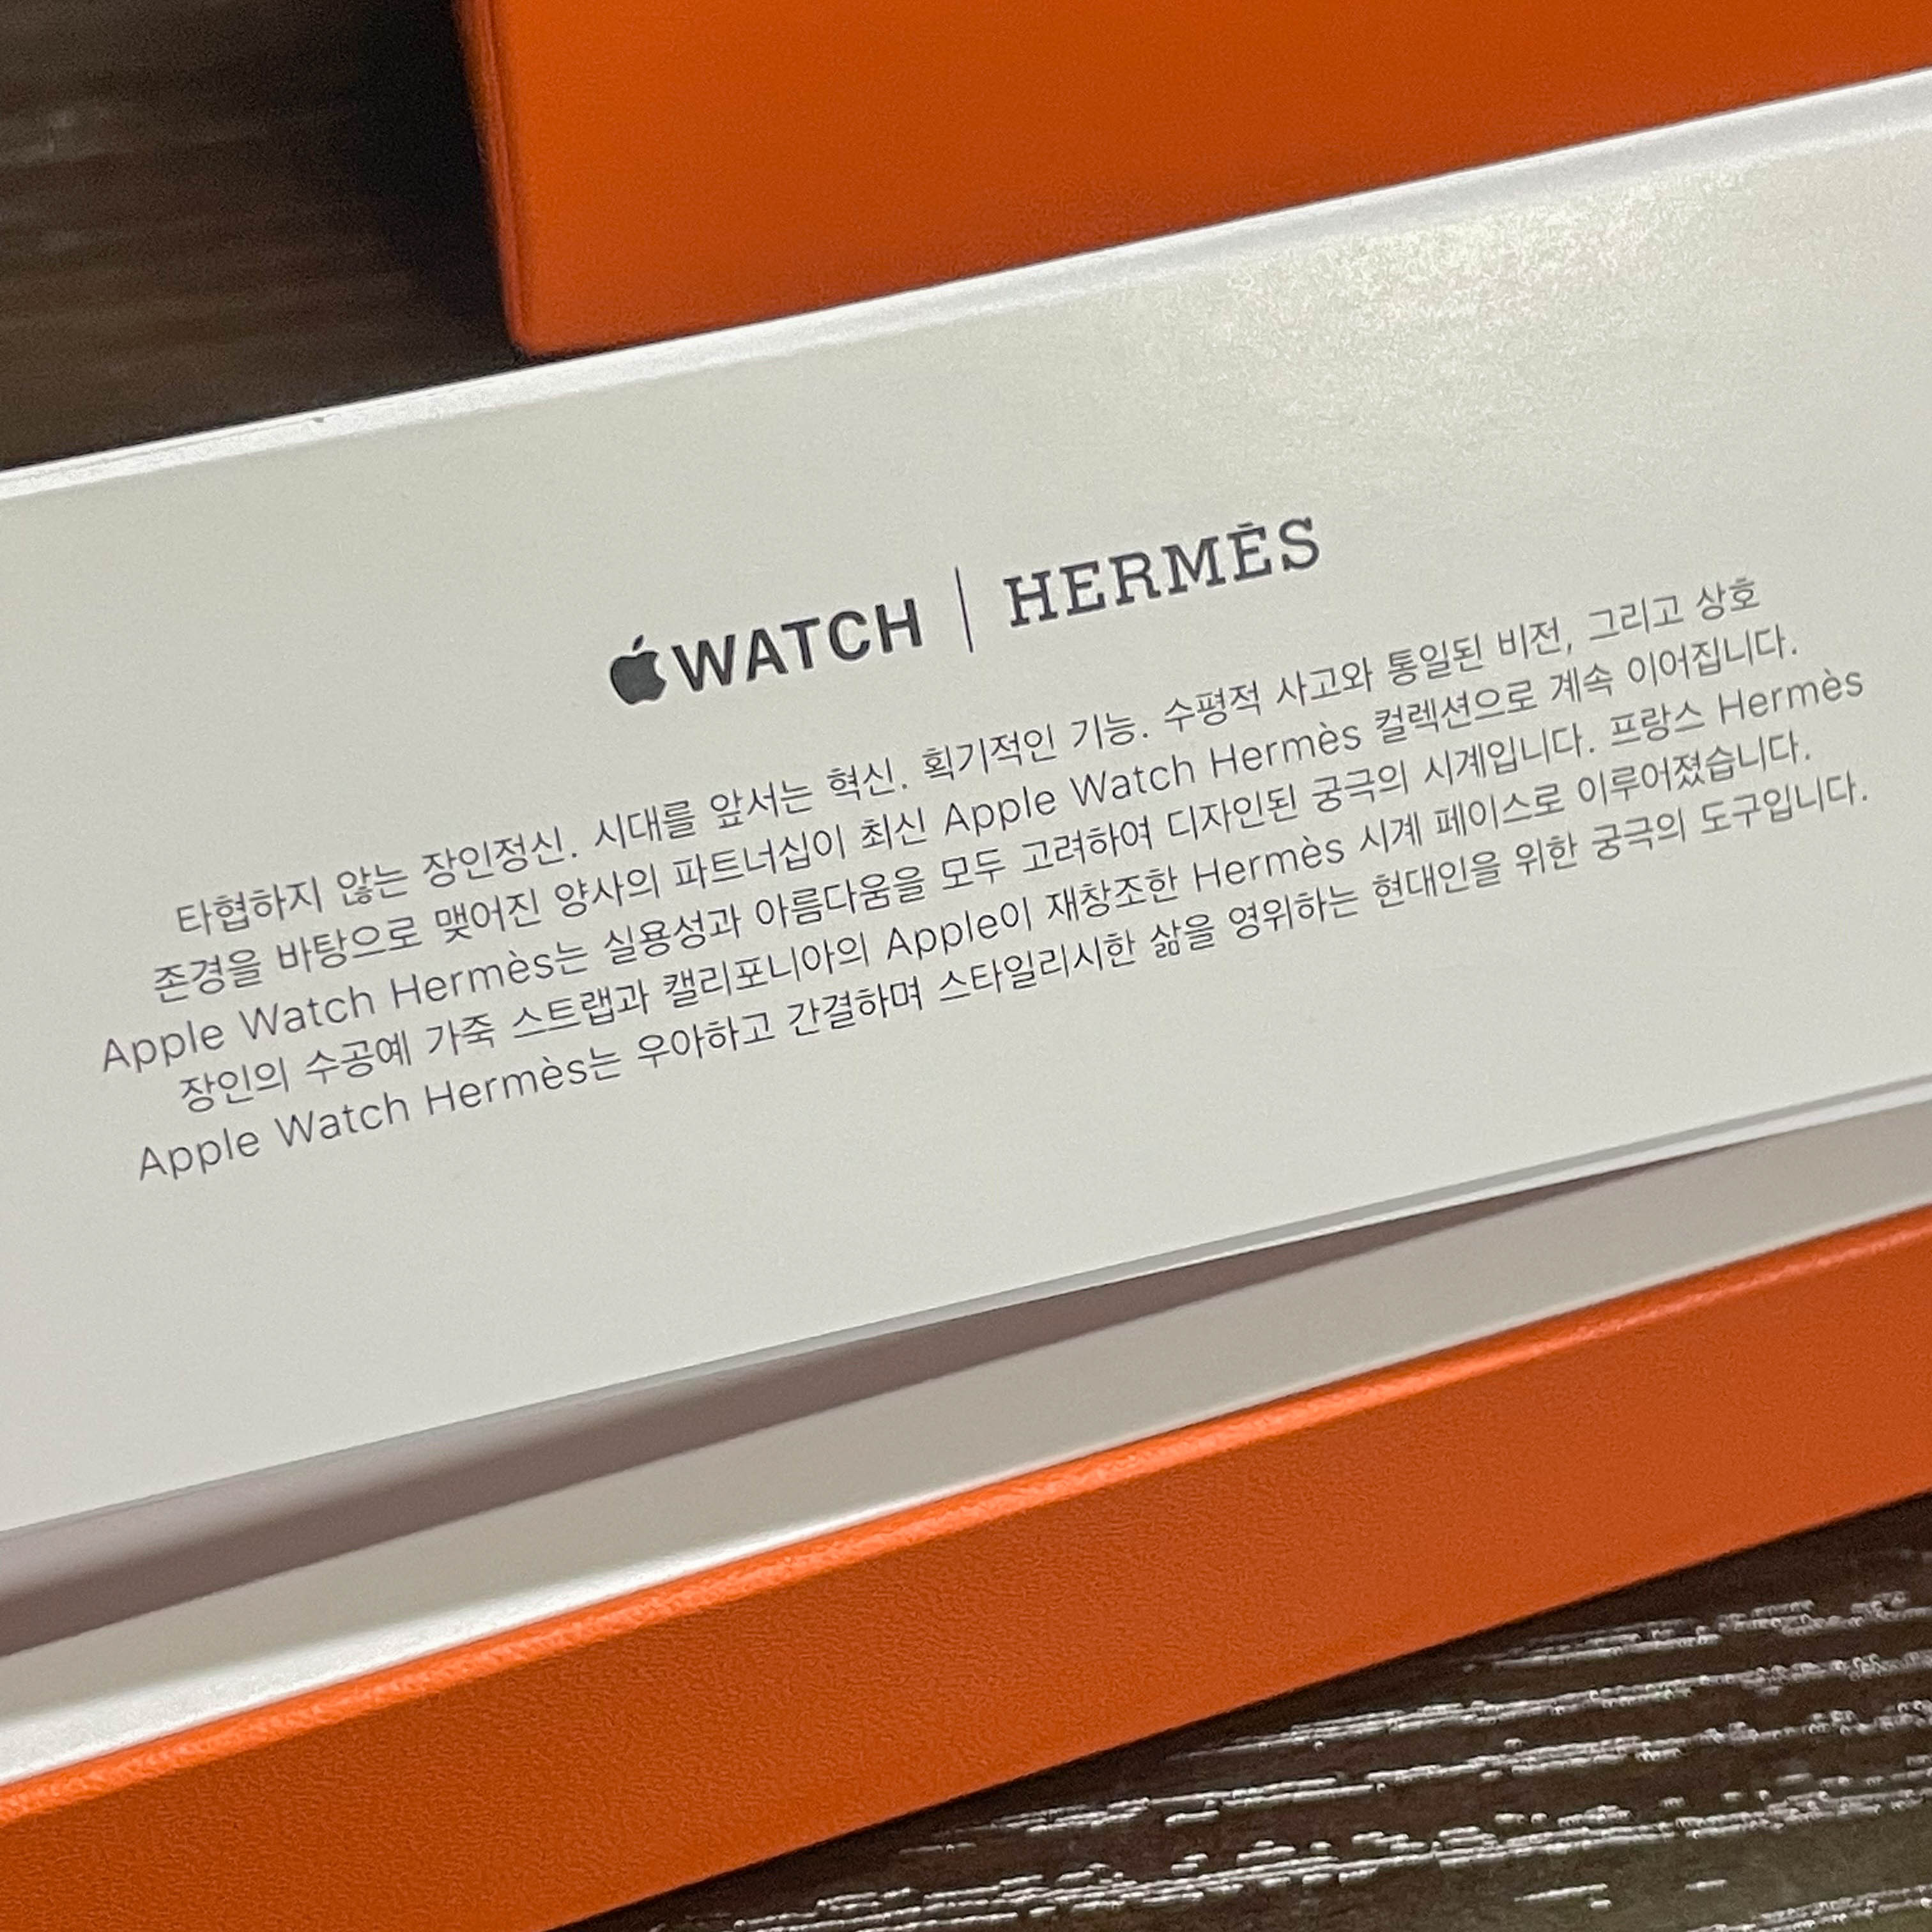 WATCH | HERMÈS
타협하지 않는 장인정신. 시대를 앞서는 혁신. 획기적인 기능. 수평적 사고와 통일된 비전, 그리고 상호
존경을 바탕으로 맺어진 양사의 파트너십이 최신 Apple Watch Hermès 컬렉션으로 계속 이어집니다.
Apple Watch Hermès는 실용성과 아름다움을 모두 고려하여 디자인된 궁극의 시계입니다. 프랑스 Hermès
장인의 수공예 가죽 스트랩과 캘리포니아의 Apple이 재창조한 Hermès 시계 페이스로 이루어졌습니다.
Apple Watch Hermès는 우아하고 간결하며 스타일리시한 삶을 영위하는 현대인을 위한 궁극의 도구입니다.